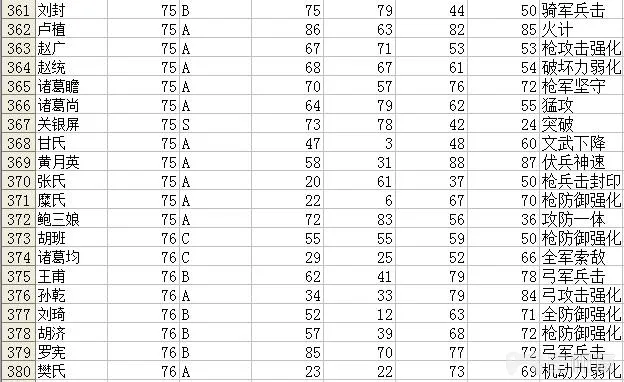 361 刘封 75 B 75 79 44 50 骑军兵击
362 卢植 75 A 86 63 82 85 火计
363 赵广 75 A 67 71 53 53 枪攻击强化
364 赵统 75 A 68 67 61 54 破坏力弱化
365 诸葛瞻 75 A 70 57 76 72 枪军坚守
366 诸葛尚 75 A 64 79 62 55 猛攻
367 关银屏 75 S 73 78 42 24 突破
368 甘氏 75 A 47 3 48 60 文武下降
369 黄月英 75 A 58 31 88 87 伏兵神速
370 张氏 75 A 20 61 37 50 枪兵击封印
371 糜氏 75 A 22 6 67 70 枪防御强化
372 鲍三娘 75 A 72 83 56 36 攻防一体
373 胡班 76 C 55 55 59 50 枪防御强化
374 诸葛均 76 C 29 25 52 66 全军索敌
375 王甫 76 B 62 41 79 78 弓军兵击
376 孙乾 76 A 34 33 79 84 弓攻击强化
377 刘琦 76 B 52 12 63 71 全防御强化
378 胡济 76 B 57 39 68 72 枪防御强化
379 罗宪 76 B 85 70 77 72 弓军兵击
380 樊氏 76 A 23 22 73 69 机动力弱化